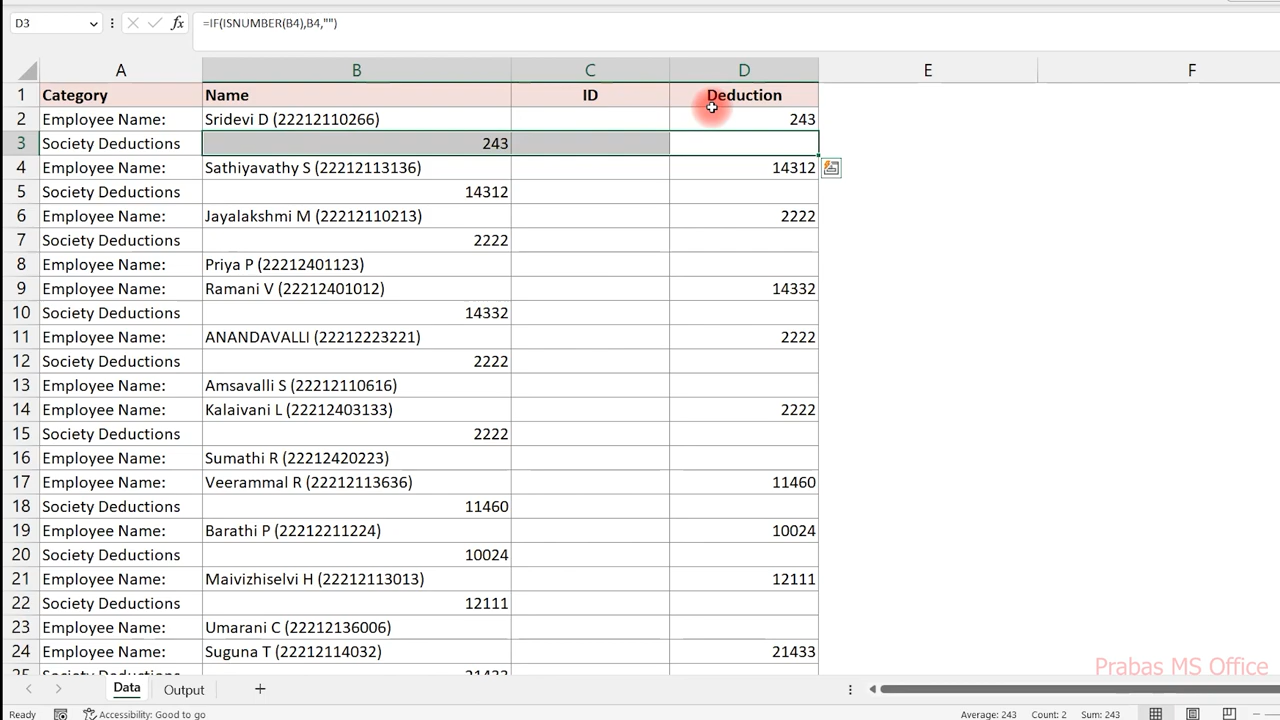 D3 fx =IF(ISNUMBER(B4),B4,"")
A B C D E F
1 Category Name ID Deduction
2 Employee Name: Sridevi D (22212110266) 243
3 Society Deductions 243
4 Employee Name: Sathiyavathy S (22212113136) 14312
5 Society Deductions 14312
6 Employee Name: Jayalakshmi M (22212110213) 2222
7 Society Deductions 2222
8 Employee Name: Priya P (22212401123)
9 Employee Name: Ramani V (22212401012) 14332
10 Society Deductions 14332
11 Employee Name: ANANDAVALLI (22212223221) 2222
12 Society Deductions 2222
13 Employee Name: Amsavalli S (22212110616)
14 Employee Name: Kalaivani L (22212403133) 2222
15 Society Deductions 2222
16 Employee Name: Sumathi R (22212420223)
17 Employee Name: Veerammal R (22212113636) 11460
18 Society Deductions 11460
19 Employee Name: Barathi P (22212211224) 10024
20 Society Deductions 10024
21 Employee Name: Maivizhiselvi H (22212113013) 12111
22 Society Deductions 12111
23 Employee Name: Umarani C (22212136006)
24 Employee Name: Suguna T (22212114032) 21433
25 Society Deductions 21433
Prabas MS Office
Data Output
Ready Accessibility: Good to go Average: 243 Count: 2 Sum: 243